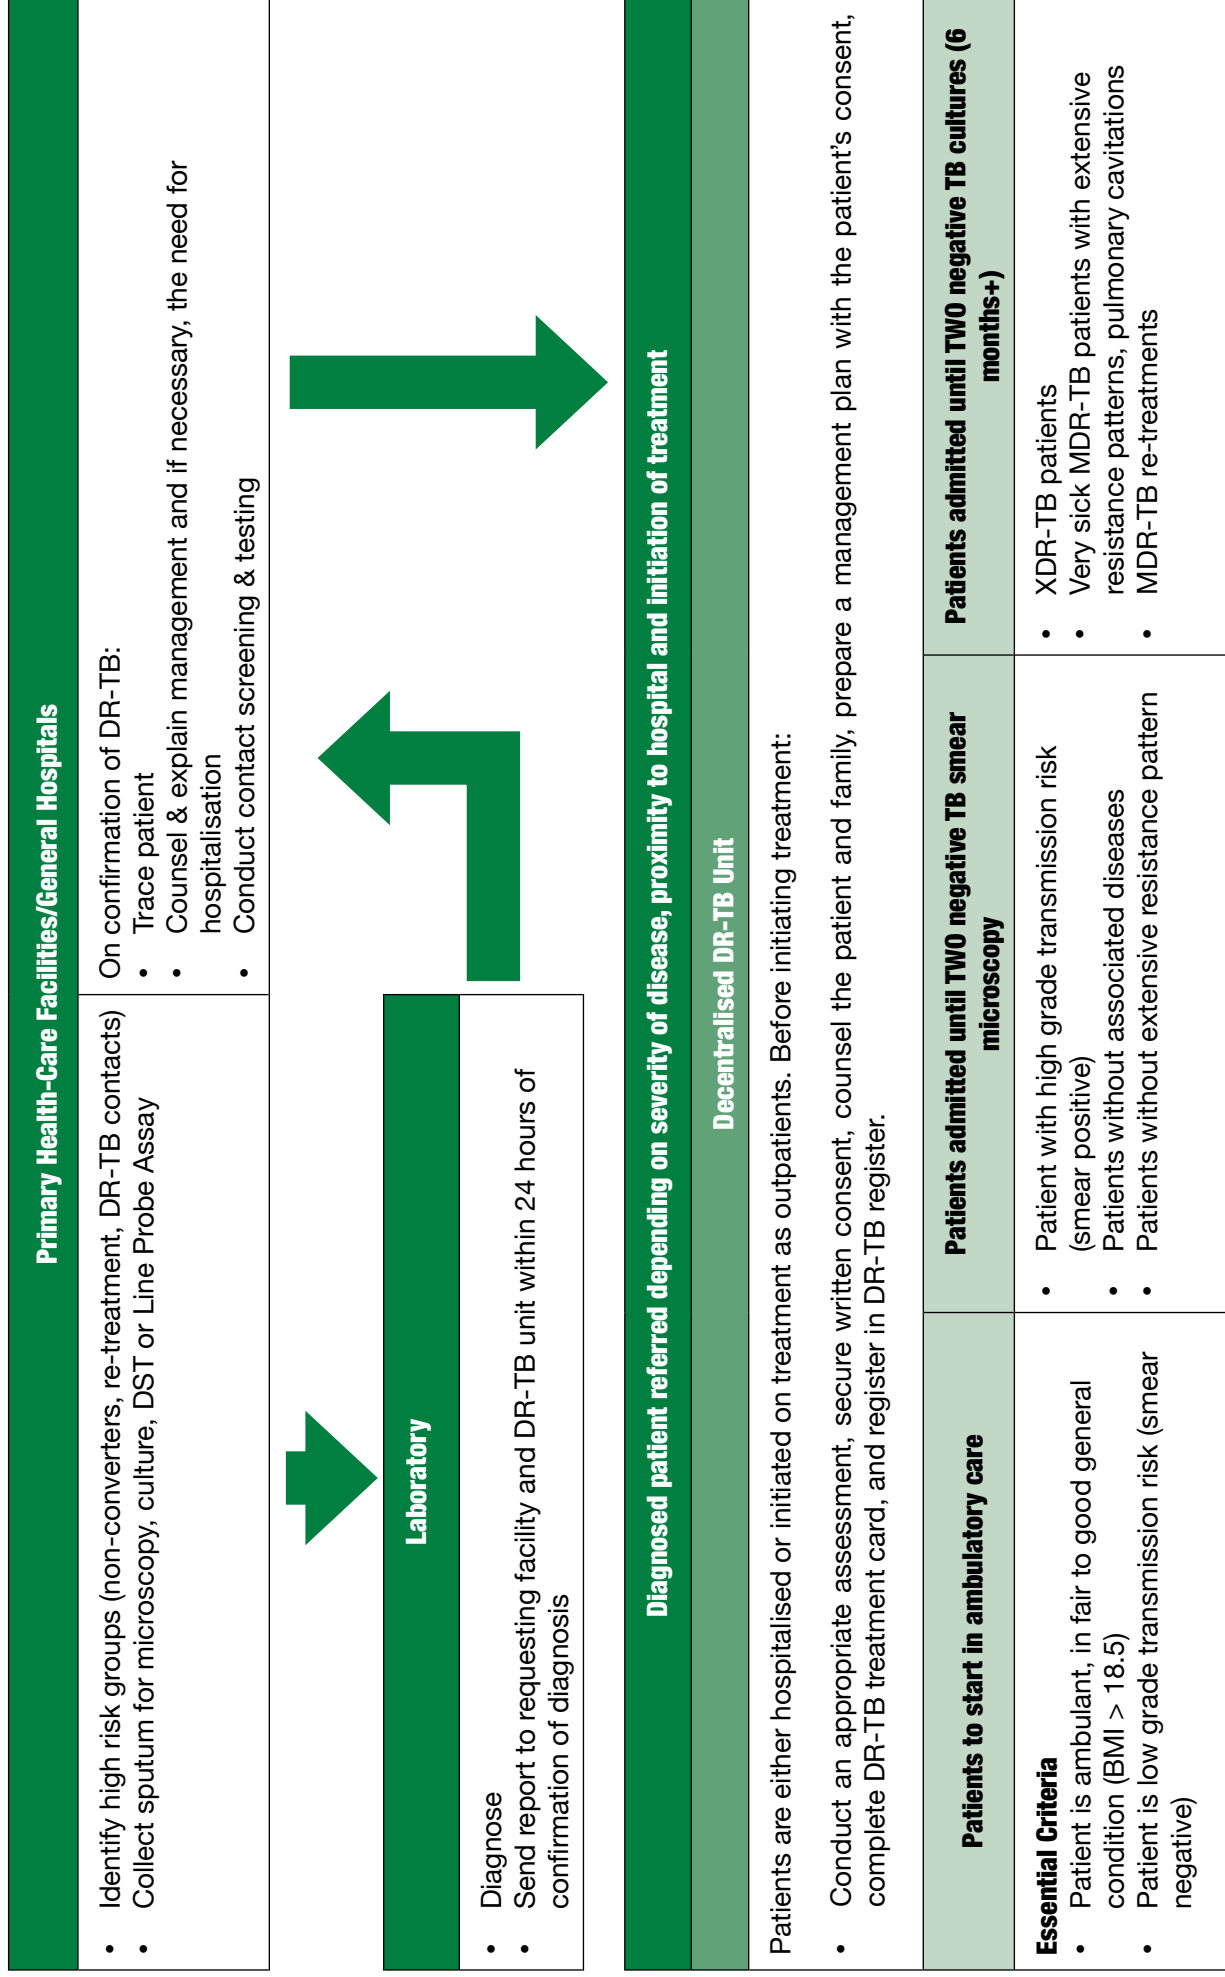 Primary Health-Care Facilities/General Hospitals
• Identify high risk groups (non-converters, re-treatment, DR-TB contacts)
• Collect sputum for microscopy, culture, DST or Line Probe Assay
On confirmation of DR-TB:
• Trace patient
• Counsel & explain management and if necessary, the need for
hospitalisation
• Conduct contact screening & testing
Laboratory
• Diagnose
• Send report to requesting facility and DR-TB unit within 24 hours of
confirmation of diagnosis
Diagnosed patient referred depending on severity of disease, proximity to hospital and initiation of treatment
Decentralised DR-TB Unit
Patients are either hospitalised or initiated on treatment as outpatients. Before initiating treatment:
• Conduct an appropriate assessment, secure written consent, counsel the patient and family, prepare a management plan with the patient’s consent,
complete DR-TB treatment card, and register in DR-TB register.
Patients to start in ambulatory care
Essential Criteria
• Patient is ambulant, in fair to good general
condition (BMI > 18.5)
• Patient is low grade transmission risk (smear
negative)
Patients admitted until TWO negative TB smear
microscopy
• Patient with high grade transmission risk
(smear positive)
• Patients without associated diseases
• Patients without extensive resistance pattern
Patients admitted until TWO negative TB cultures (6
months+)
• XDR-TB patients
• Very sick MDR-TB patients with extensive
resistance patterns, pulmonary cavitations
• MDR-TB re-treatments